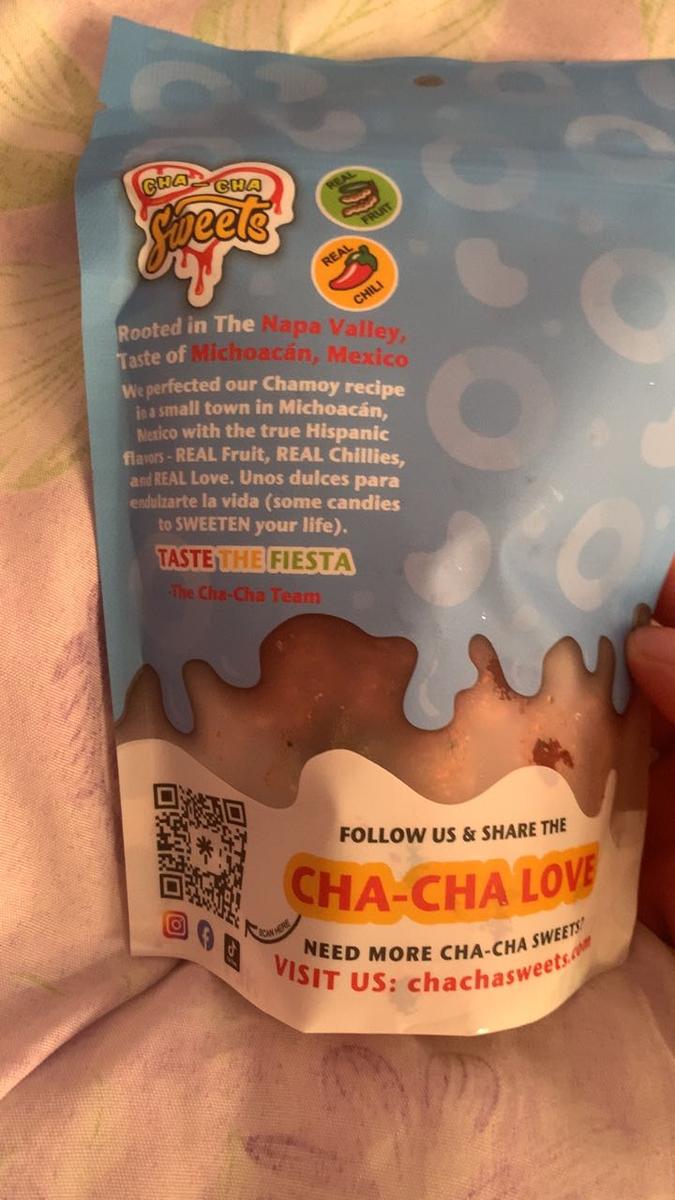 CHA-CHA
Sweets
REAL
FRUIT
REAL
CHILI
Rooted in The Napa Valley,
Taste of Michoacán, Mexico
We perfected our Chamoy recipe
in a small town in Michoacán,
Mexico with the true Hispanic
flavors - REAL Fruit, REAL Chillies,
and REAL Love. Unos dulces para
endulzarte la vida (some candies
to SWEETEN your life).
TASTE THE FIESTA
-The Cha-Cha Team
FOLLOW US & SHARE THE
CHA-CHA LOVE
SCAN HERE
NEED MORE CHA-CHA SWEETS?
VISIT US: chachasweets.com